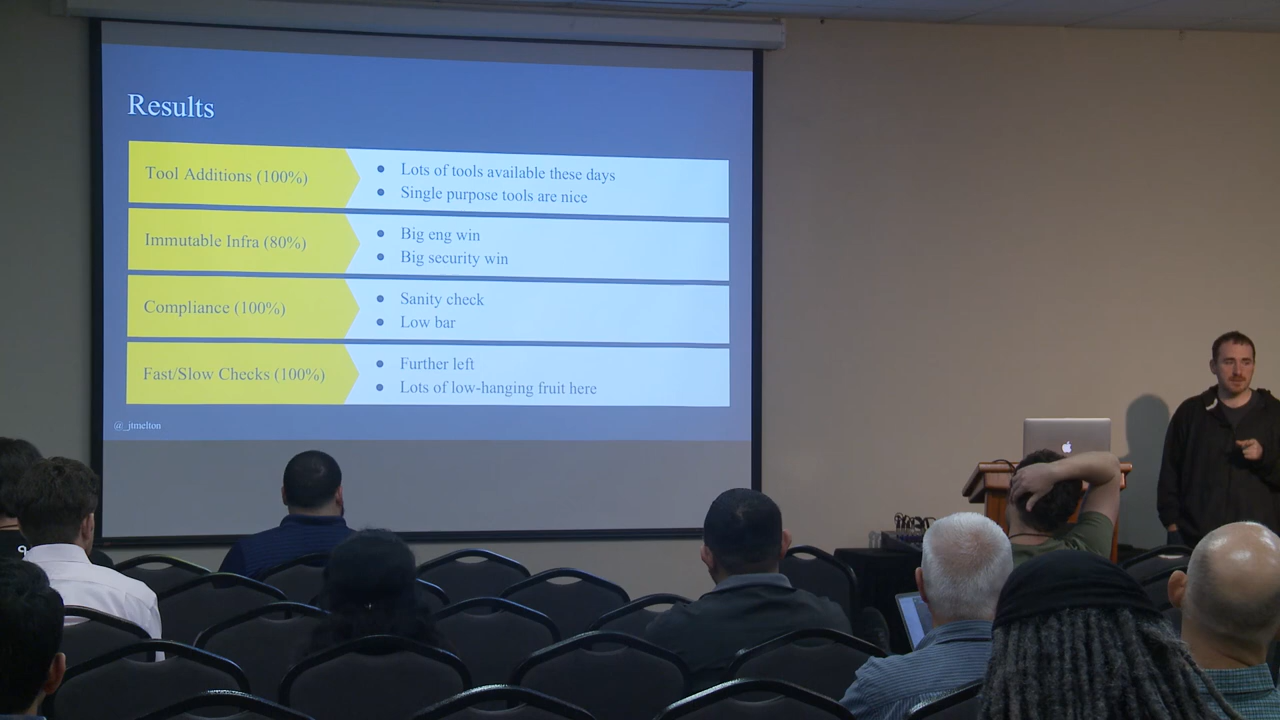 Results
Tool Additions (100%)
● Lots of tools available these days
● Single purpose tools are nice
Immutable Infra (80%)
● Big eng win
● Big security win
Compliance (100%)
● Sanity check
● Low bar
Fast/Slow Checks (100%)
● Further left
● Lots of low-hanging fruit here
@_jtmelton